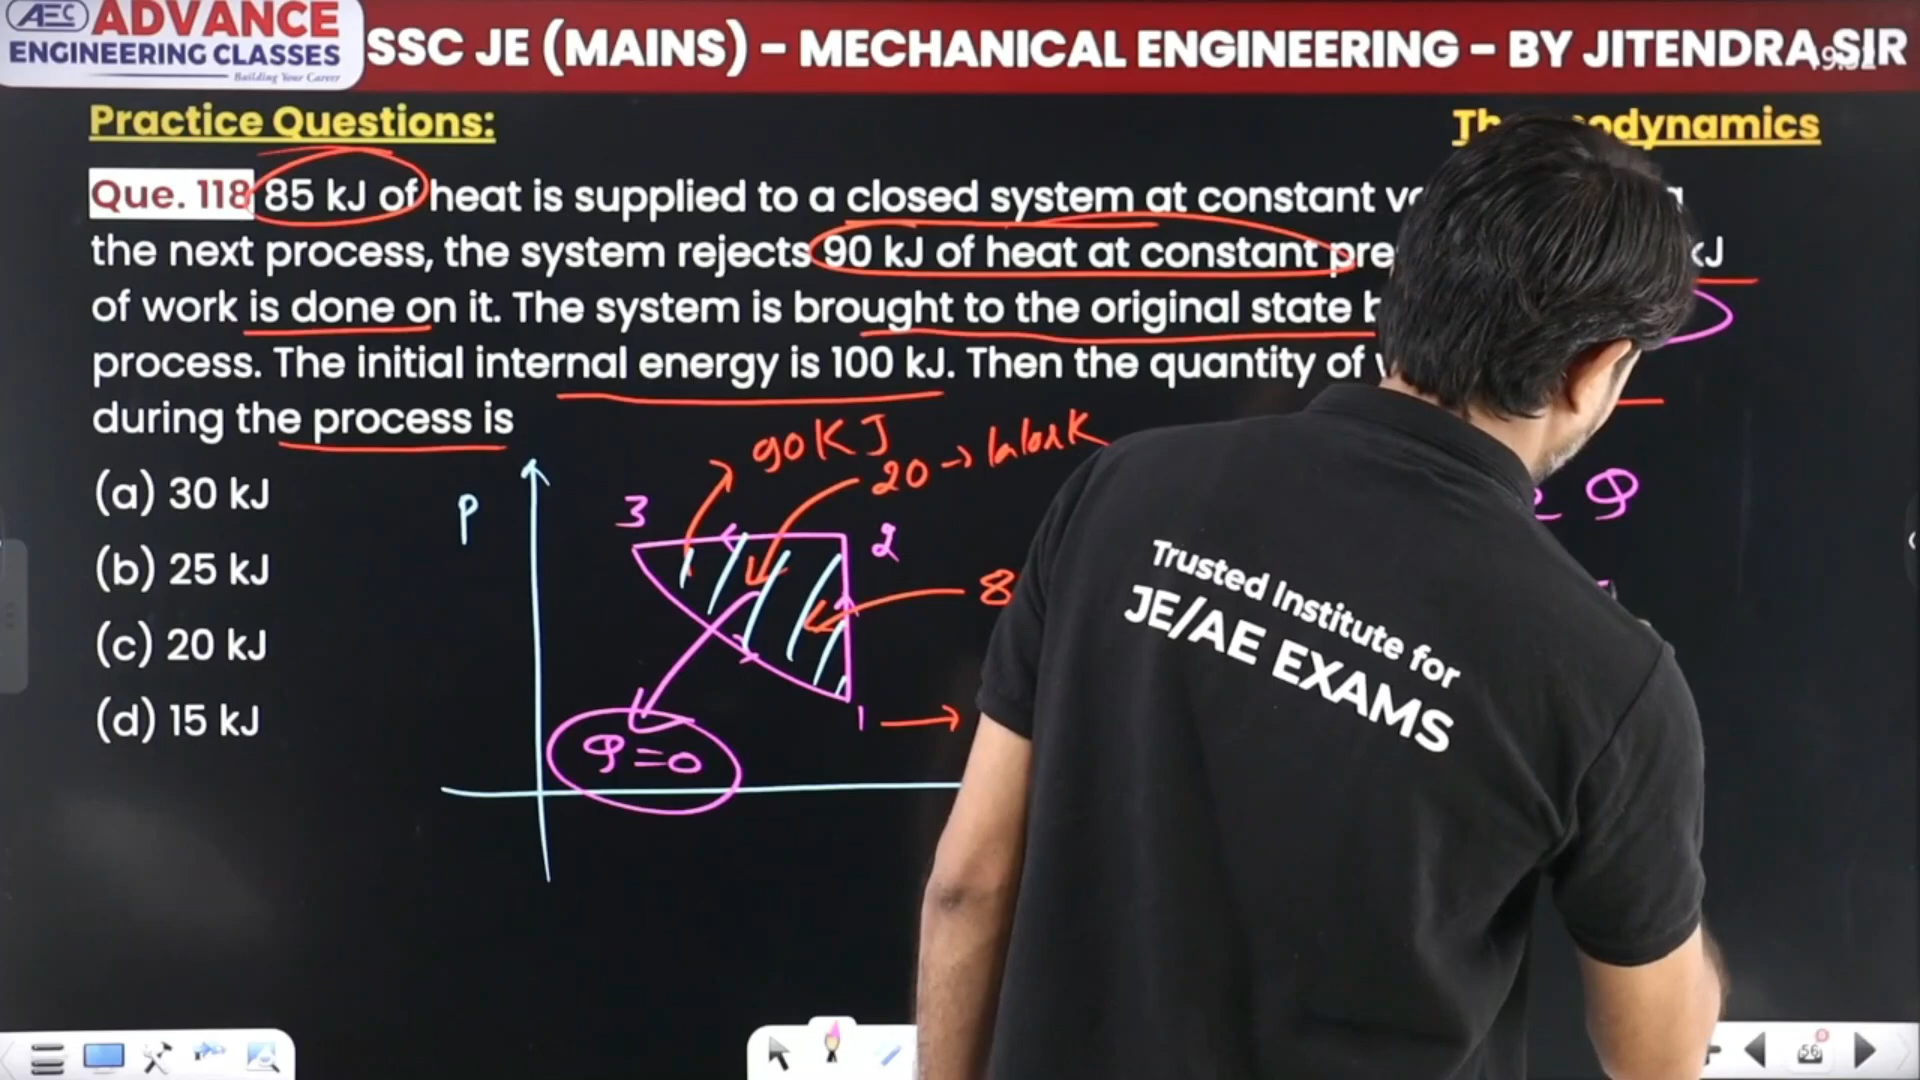 AEC ADVANCE
ENGINEERING CLASSES
Building Your Career
SSC JE (MAINS) - MECHANICAL ENGINEERING - BY JITENDRA SIR
Practice Questions:
Que. 118 85 kJ of heat is supplied to a closed system at constant
the next process, the system rejects 90 kJ of heat at constant kJ
of work is done on it. The system is brought to the original state
process. The initial internal energy is 100 kJ. Then the quantity of
during the process is
(a) 30 kJ
(b) 25 kJ
(c) 20 kJ
(d) 15 kJ
90 KJ
20 → Work
P
3
2
8
1 →
Q = 0
Q
Trusted Institute for
JE/AE EXAMS
56